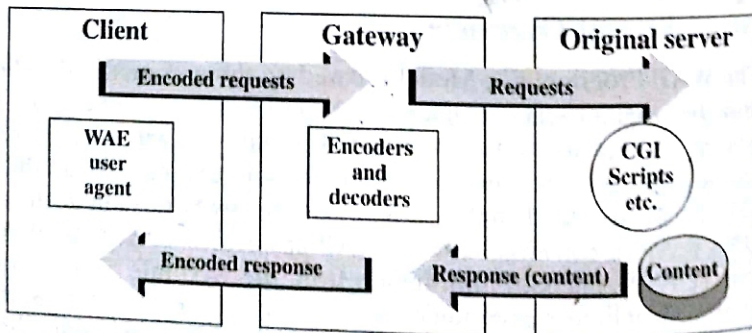 Client
Gateway
Original server
Encoded requests
Requests
WAE
user
agent
Encoders
and
decoders
CGI
Scripts
etc.
Encoded response
Response (content)
Content